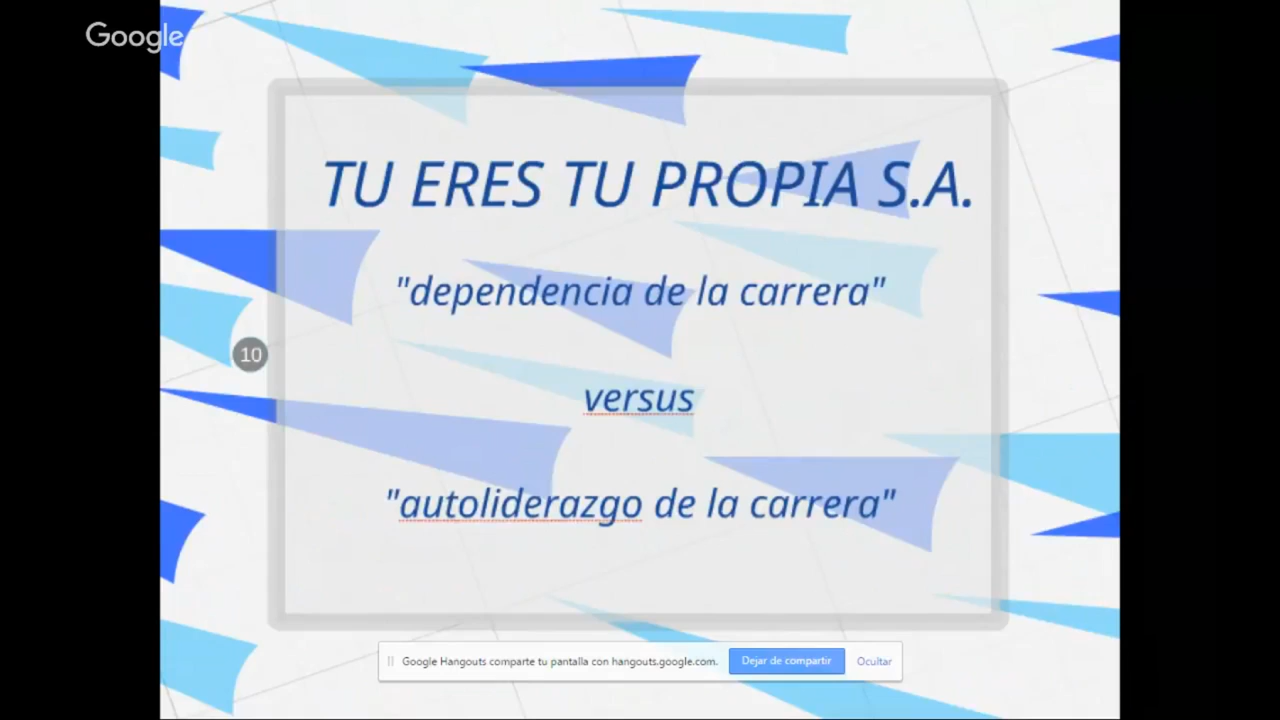 Google
TU ERES TU PROPIA S.A.
"dependencia de la carrera"
10
versus
"autoliderazgo de la carrera"
Google Hangouts comparte tu pantalla con hangouts.google.com.
Dejar de compartir
Ocultar